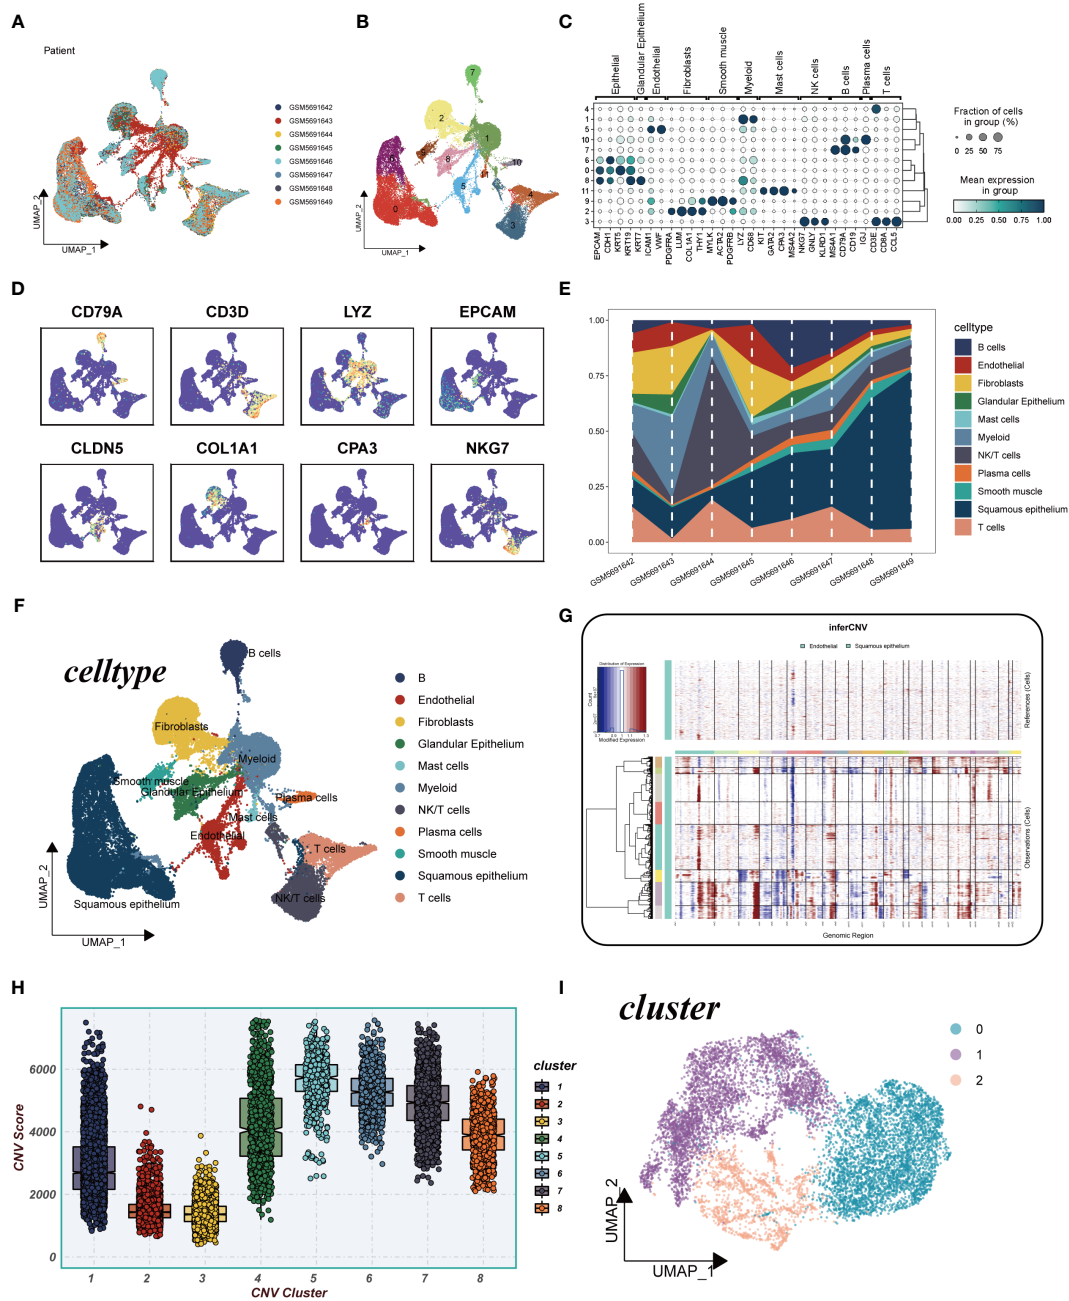 A
Patient
GSM5691642
GSM5691643
GSM5691644
GSM5691645
GSM5691646
GSM5691647
GSM5691648
GSM5691649
UMAP_2
UMAP_1
B
7
2
1
6
10
11
5
4
3
0
UMAP_2
UMAP_1
C
Epithelial
Glandular Epithelium
Endothelial
Fibroblasts
Smooth muscle
Myeloid
Mast cells
NK cells
B cells
Plasma cells
T cells
4
1
5
10
7
6
0
8
11
9
2
3
EPCAM
CDH1
KRT5
KRT19
KRT7
ICAM1
VWF
PDGFRA
LUM
COL1A1
THY1
MYLK
ACTA2
PDGFRB
LYZ
CD68
KIT
GATA2
CPA3
MS4A2
NKG7
GNLY
KLRD1
MS4A1
CD79A
CD19
IGJ
CD3E
CD8A
CCL5
Fraction of cells
in group (%)
0 25 50 75
Mean expression
in group
0.00 0.25 0.50 0.75 1.00
D
CD79A
CD3D
LYZ
EPCAM
CLDN5
COL1A1
CPA3
NKG7
E
1.00
0.75
0.50
0.25
0.00
GSM5691642
GSM5691643
GSM5691644
GSM5691645
GSM5691646
GSM5691647
GSM5691648
GSM5691649
celltype
B cells
Endothelial
Fibroblasts
Glandular Epithelium
Mast cells
Myeloid
NK/T cells
Plasma cells
Smooth muscle
Squamous epithelium
T cells
F
celltype
B cells
Fibroblasts
Myeloid
Smooth muscle
Glandular Epithelium
Plasma cells
Mast cells
Endothelial
T cells
NK/T cells
Squamous epithelium
UMAP_2
UMAP_1
B
Endothelial
Fibroblasts
Glandular Epithelium
Mast cells
Myeloid
NK/T cells
Plasma cells
Smooth muscle
Squamous epithelium
T cells
G
inferCNV
Endothelial
Squamous epithelium
Distribution of Expression
Count
Modified Expression
References (Cells)
Observations (Cells)
Genomic Region
H
CNV Score
6000
4000
2000
0
1 2 3 4 5 6 7 8
CNV Cluster
cluster
1
2
3
4
5
6
7
8
I
cluster
0
1
2
UMAP_2
UMAP_1